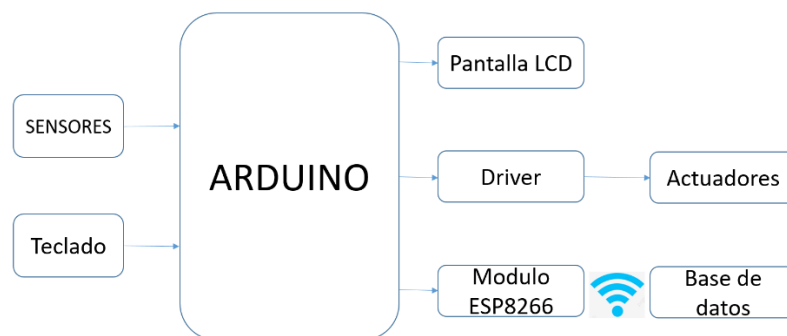 SENSORES
Teclado
ARDUINO
Pantalla LCD
Driver
Actuadores
Modulo
ESP8266
Base de
datos